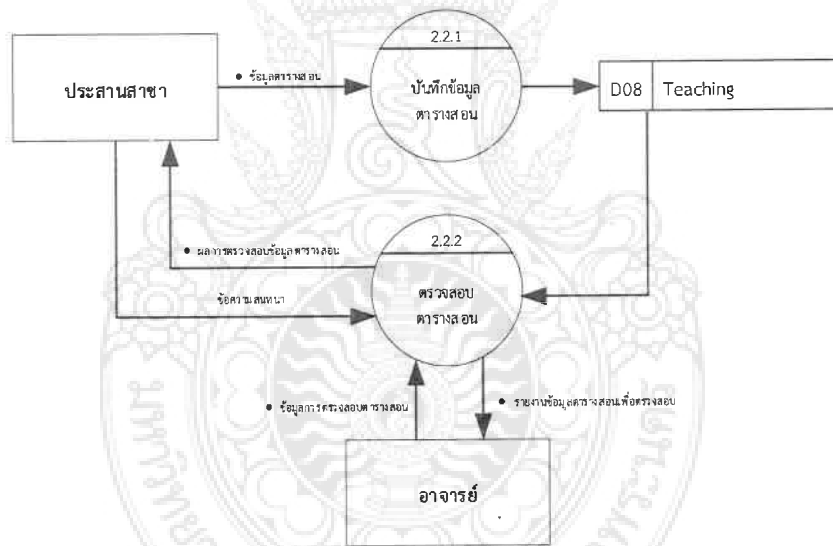 2.2.1
ประสานสาขา
ข้อมูลตารางสอน
บันทึกข้อมูล
ตารางสอน
D08 Teaching
2.2.2
ผลการตรวจสอบข้อมูลตารางสอน
ตรวจสอบ
ตารางสอน
ข้อความสนทนา
ข้อมูลการตรวจสอบตารางสอน
รายงานข้อมูลตารางสอนเพื่อตรวจสอบ
อาจารย์